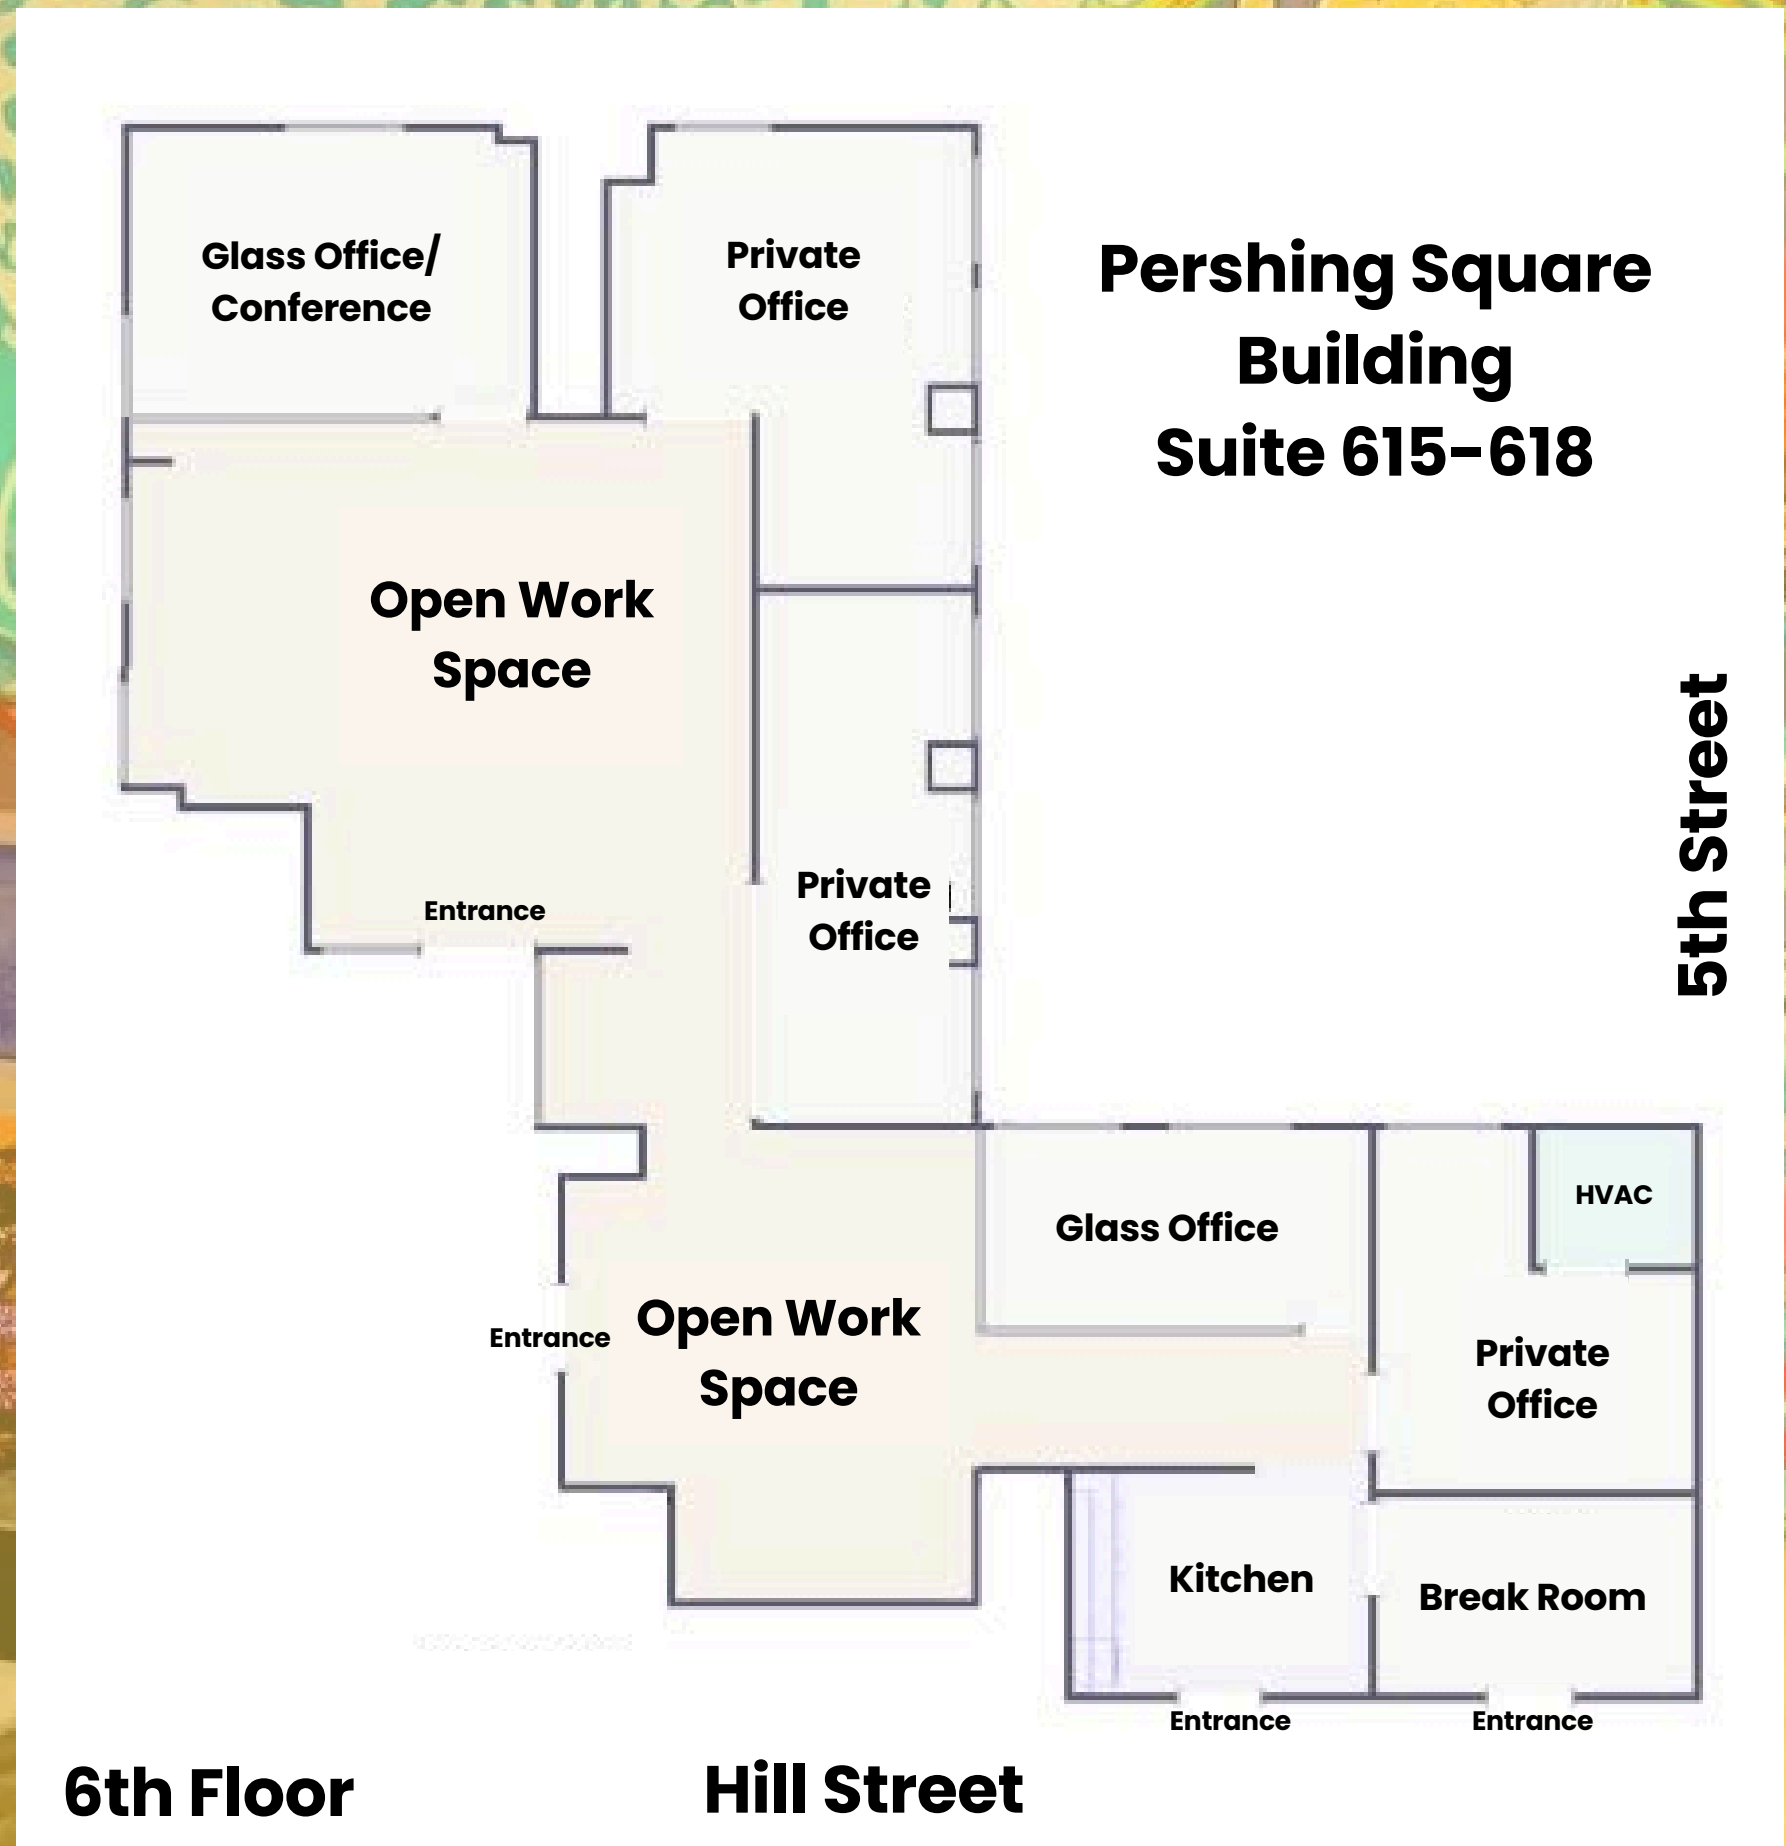 Glass Office/
Conference
Private
Office
Pershing Square
Building
Suite 615-618
Open Work
Space
5th Street
Private
Office
Entrance
HVAC
Glass Office
Open Work
Space
Entrance
Private
Office
Kitchen
Break Room
Entrance
Entrance
6th Floor
Hill Street